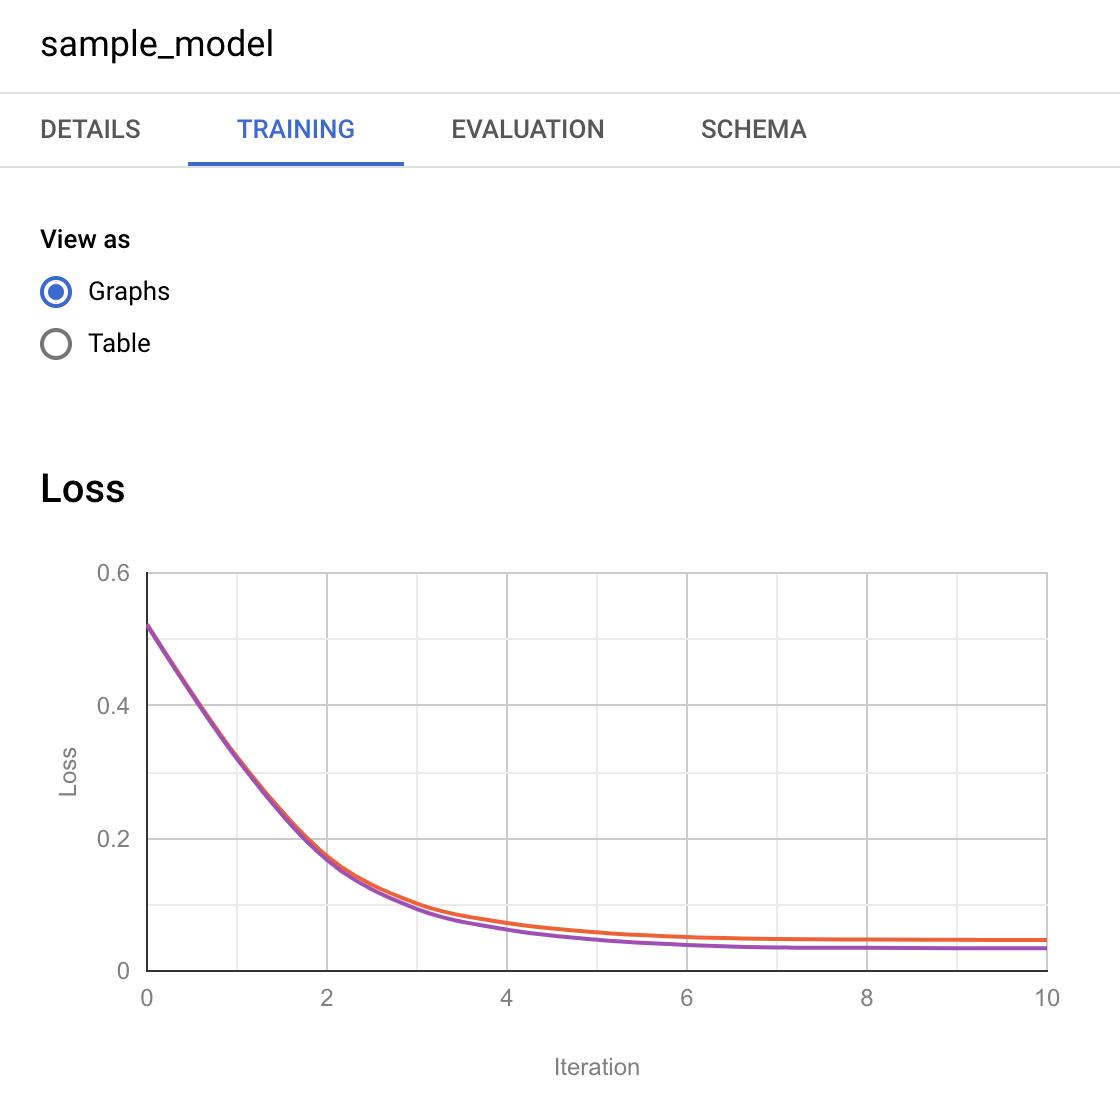 sample_model
DETAILS TRAINING EVALUATION SCHEMA
View as
Graphs
Table
Loss
0.6
0.4
0.2
0
Loss
0 2 4 6 8 10
Iteration